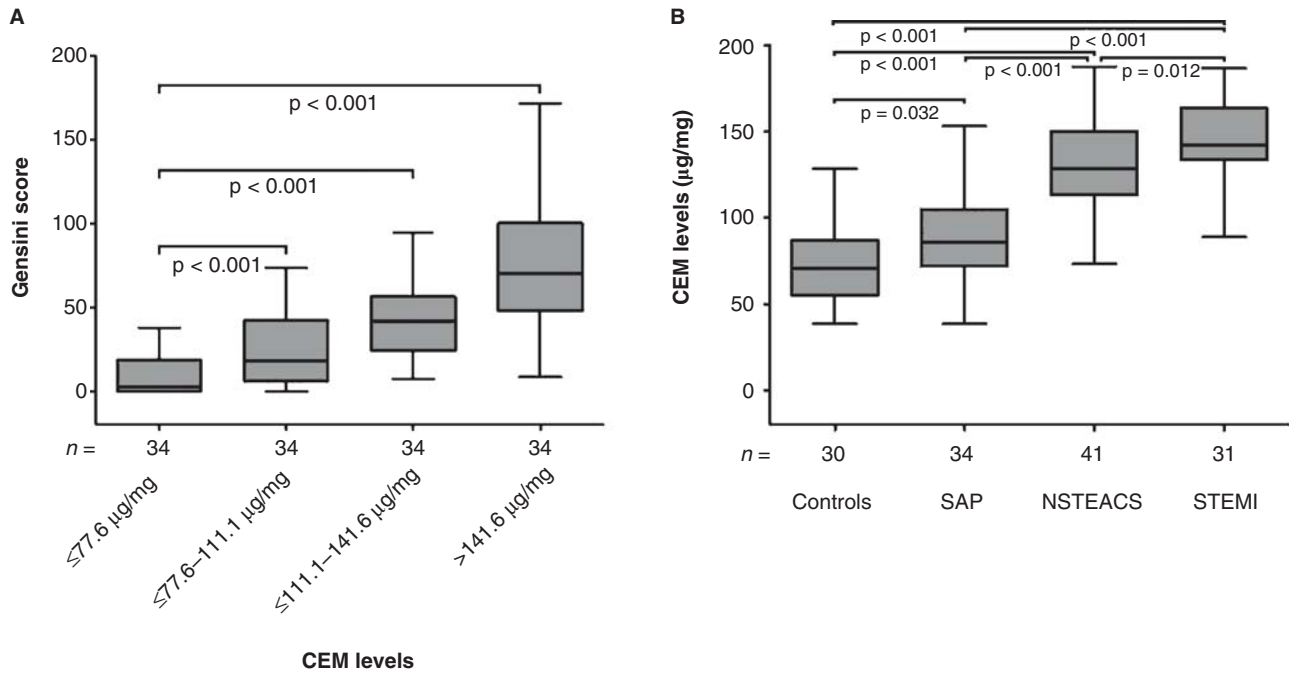 A
Gensini score
200
150
100
50
0
p < 0.001
p < 0.001
p < 0.001
n = 34 34 34 34
≤77.6 μg/mg
≤77.6–111.1 μg/mg
≤111.1–141.6 μg/mg
>141.6 μg/mg
CEM levels
B
CEM levels (μg/mg)
200
150
100
50
0
p < 0.001
p < 0.001
p < 0.001
p < 0.001
p = 0.012
p = 0.032
n = 30 34 41 31
Controls SAP NSTEACS STEMI